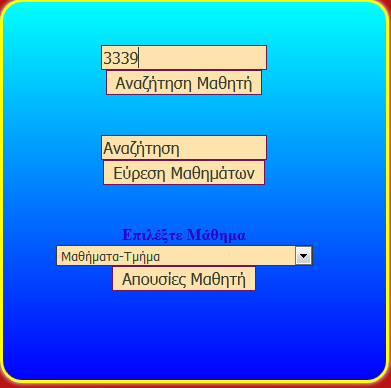 3339
Αναζήτηση Μαθητή
Αναζήτηση
Εύρεση Μαθημάτων
Επιλέξτε Μάθημα
Μαθήματα-Τμήμα
Απουσίες Μαθητή